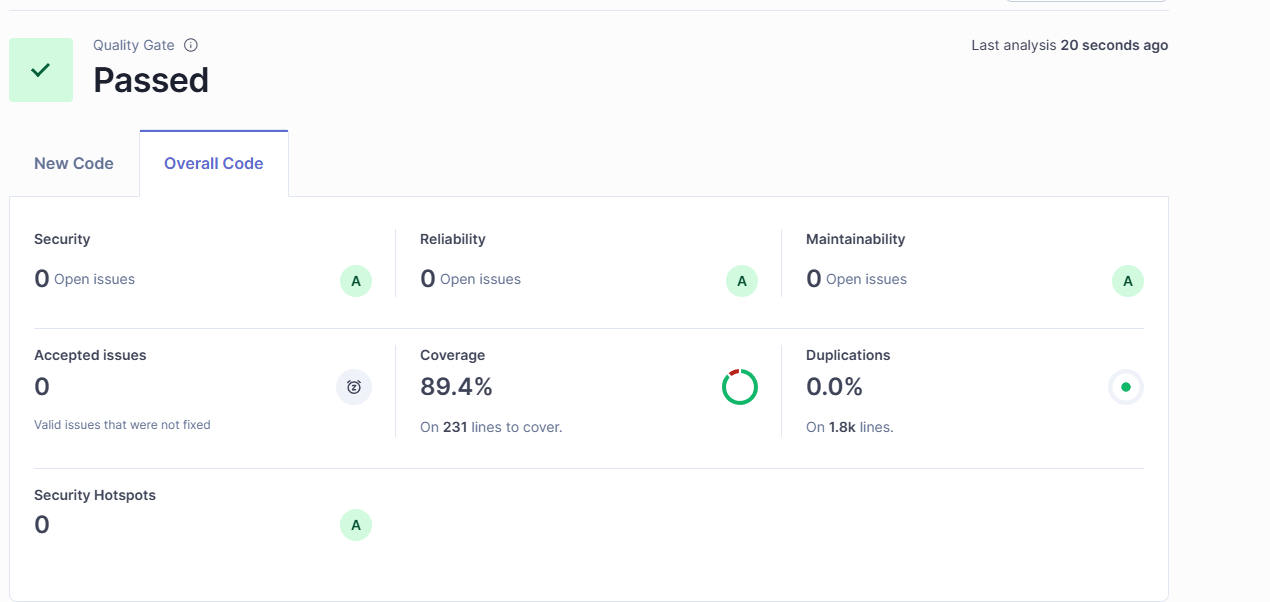 Quality Gate
Last analysis 20 seconds ago
Passed
New Code
Overall Code
Security
Reliability
Maintainability
0 Open issues
A
0 Open issues
A
0 Open issues
A
Accepted issues
Coverage
Duplications
0
89.4%
0.0%
Valid issues that were not fixed
On 231 lines to cover.
On 1.8k lines.
Security Hotspots
0
A